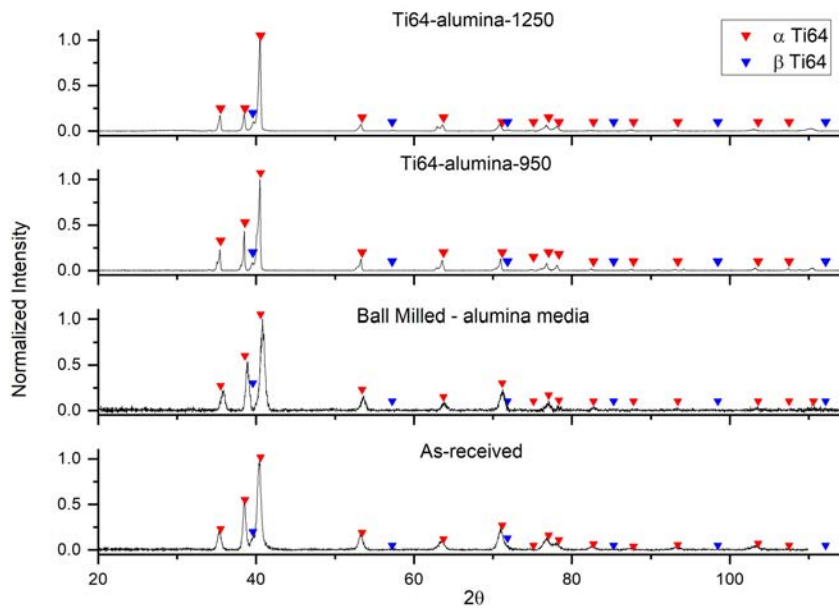 Ti64-alumina-1250
1.0
0.5
0.0
α Ti64
β Ti64
Ti64-alumina-950
1.0
0.5
0.0
Normalized Intensity
Ball Milled - alumina media
1.0
0.5
0.0
As-received
1.0
0.5
0.0
20 40 60 80 100
2θ